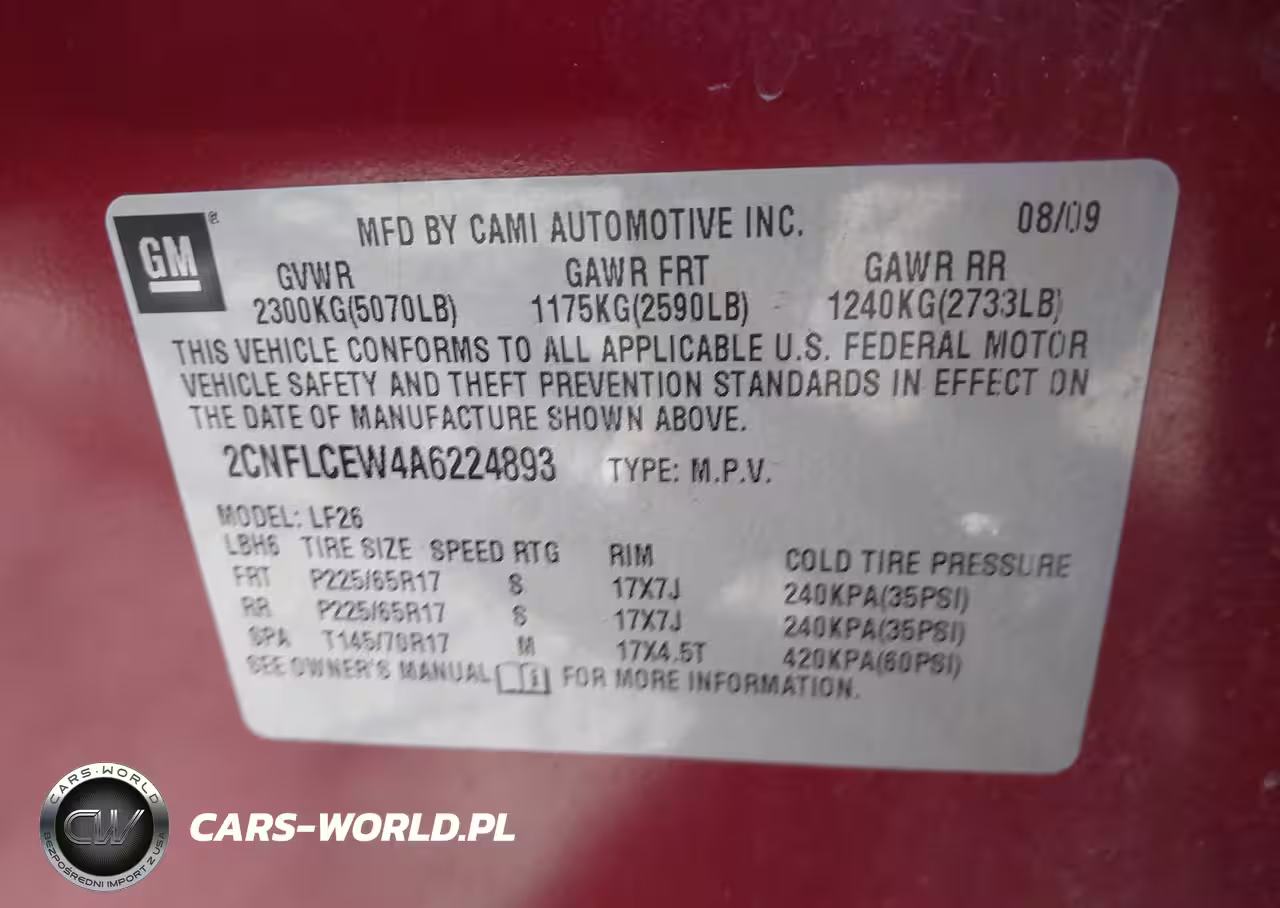 GM
®
MFD BY CAMI AUTOMOTIVE INC. 08/09
GVWR GAWR FRT GAWR RR
2300KG(5070LB) 1175KG(2590LB) 1240KG(2733LB)
THIS VEHICLE CONFORMS TO ALL APPLICABLE U.S. FEDERAL MOTOR
VEHICLE SAFETY AND THEFT PREVENTION STANDARDS IN EFFECT ON
THE DATE OF MANUFACTURE SHOWN ABOVE.
2CNFLCEW4A6224893 TYPE: M.P.V.
MODEL: LF26
LBH6 TIRE SIZE SPEED RTG RIM COLD TIRE PRESSURE
FRT P225/65R17 S 17X7J 240KPA(35PSI)
RR P225/65R17 S 17X7J 240KPA(35PSI)
SPA T145/70R17 M 17X4.5T 420KPA(60PSI)
SEE OWNER'S MANUAL FOR MORE INFORMATION.
CARS-WORLD
CW
BEZPOŚREDNI IMPORT Z USA
CARS-WORLD.PL